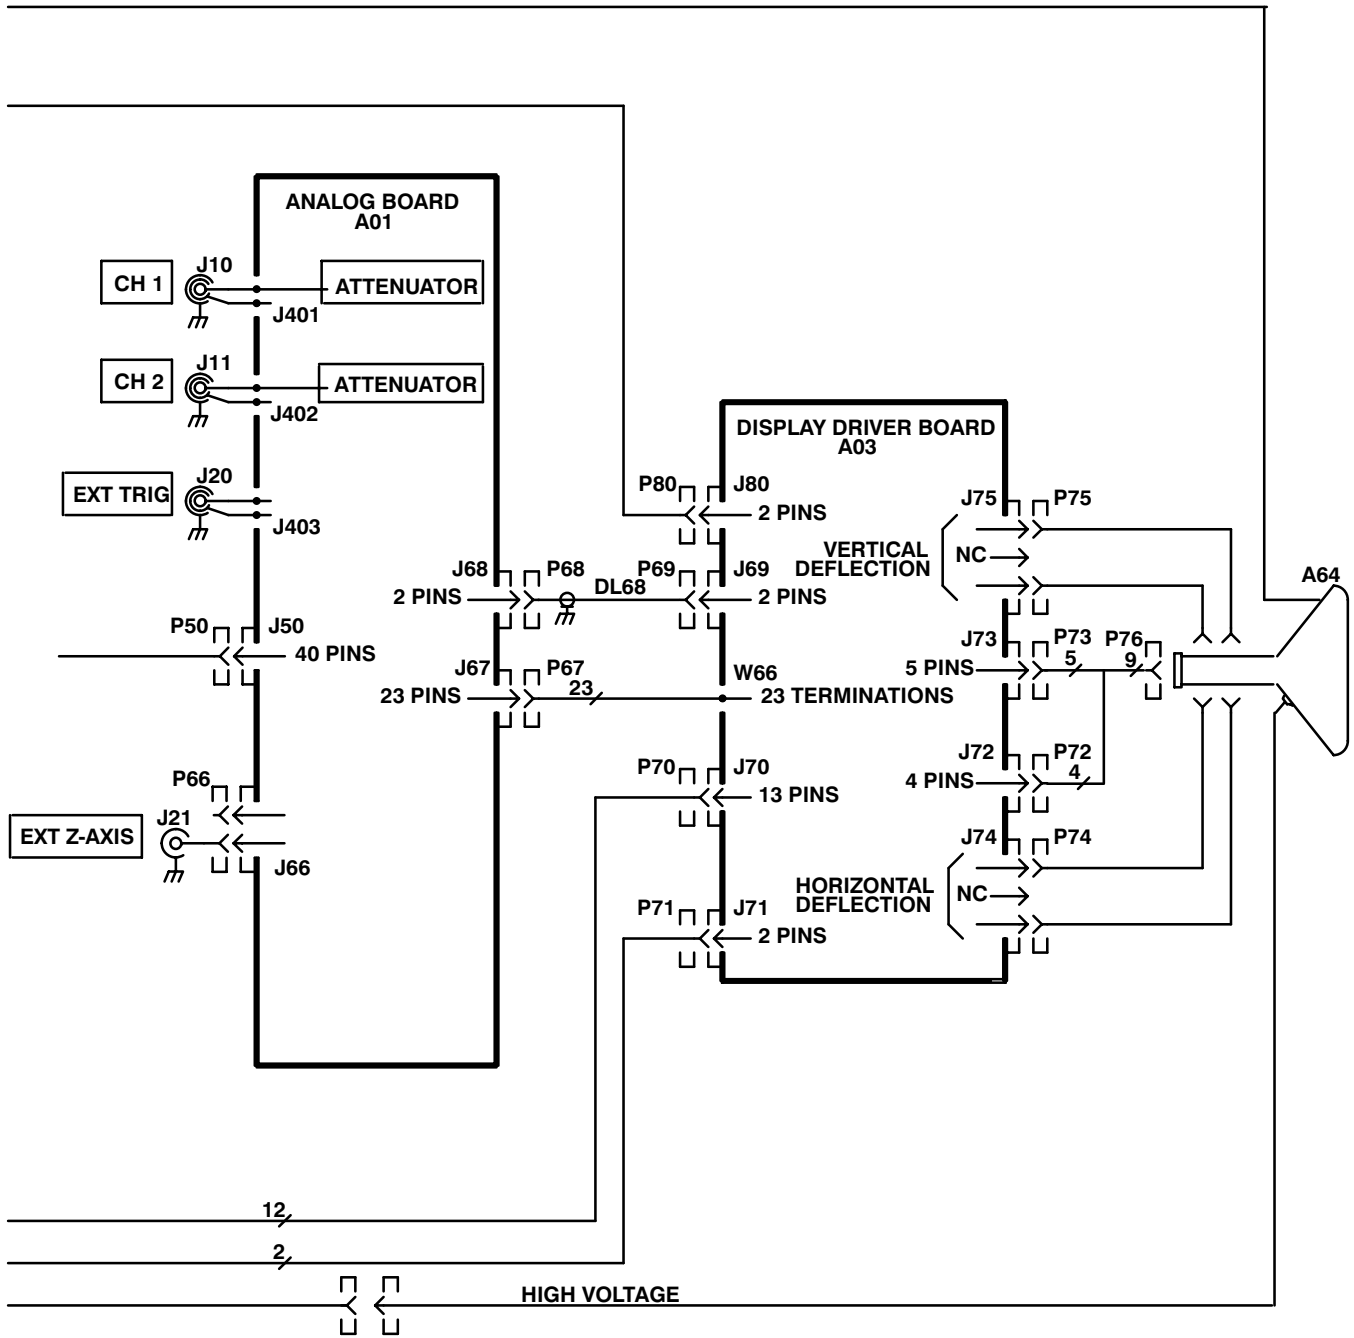 ANALOG BOARD
A01
CH 1
J10
ATTENUATOR
J401
CH 2
J11
ATTENUATOR
J402
EXT TRIG
J20
J403
J68
P68
2 PINS
DL68
P50
J50
40 PINS
J67
P67
23 PINS
23
P66
EXT Z-AXIS
J21
J66
DISPLAY DRIVER BOARD
A03
P80
J80
2 PINS
P69
J69
2 PINS
W66
23 TERMINATIONS
P70
J70
13 PINS
P71
J71
2 PINS
J75
P75
VERTICAL
DEFLECTION
NC
J73
P73
5 PINS
5
P76
9
J72
P72
4 PINS
4
J74
P74
HORIZONTAL
DEFLECTION
NC
A64
12
2
HIGH VOLTAGE